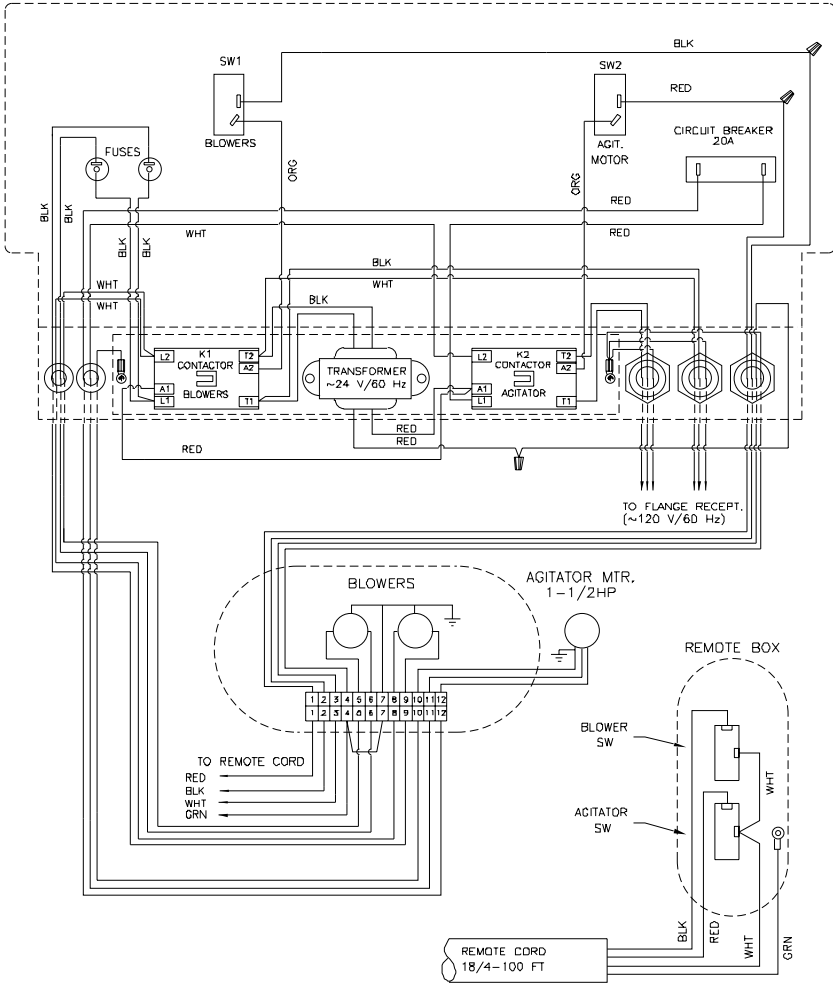 BLK
SW1
SW2
RED
BLOWERS
AGIT.
MOTOR
CIRCUIT BREAKER
20A
FUSES
ORG
ORG
BLK
BLK
RED
WHT
RED
BLK
BLK
BLK
WHT
WHT
BLK
WHT
K1
CONTACTOR
BLOWERS
L2
A1
L1
T2
A2
T1
TRANSFORMER
~24 V/60 Hz
K2
CONTACTOR
AGITATOR
L2
A1
L1
T2
A2
T1
RED
RED
RED
TO FLANGE RECEPT.
(~120 V/60 Hz)
BLOWERS
AGITATOR MTR.
1-1/2HP
REMOTE BOX
1 2 3 4 5 6 7 8 9 10 11 12
1 2 3 4 5 6 7 8 9 10 11 12
BLOWER
SW
WHT
TO REMOTE CORD
RED
BLK
WHT
GRN
AGITATOR
SW
BLK
RED
WHT
GRN
REMOTE CORD
18/4-100 FT